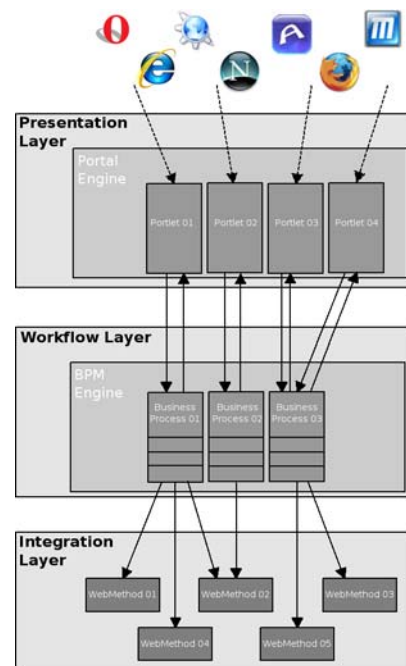 Presentation
Layer
Portal
Engine
Portlet 01
Portlet 02
Portlet 03
Portlet 04
Workflow Layer
BPM
Engine
Business
Process 01
Business
Process 02
Business
Process 03
Integration
Layer
WebMethod 01
WebMethod 02
WebMethod 03
WebMethod 04
WebMethod 05